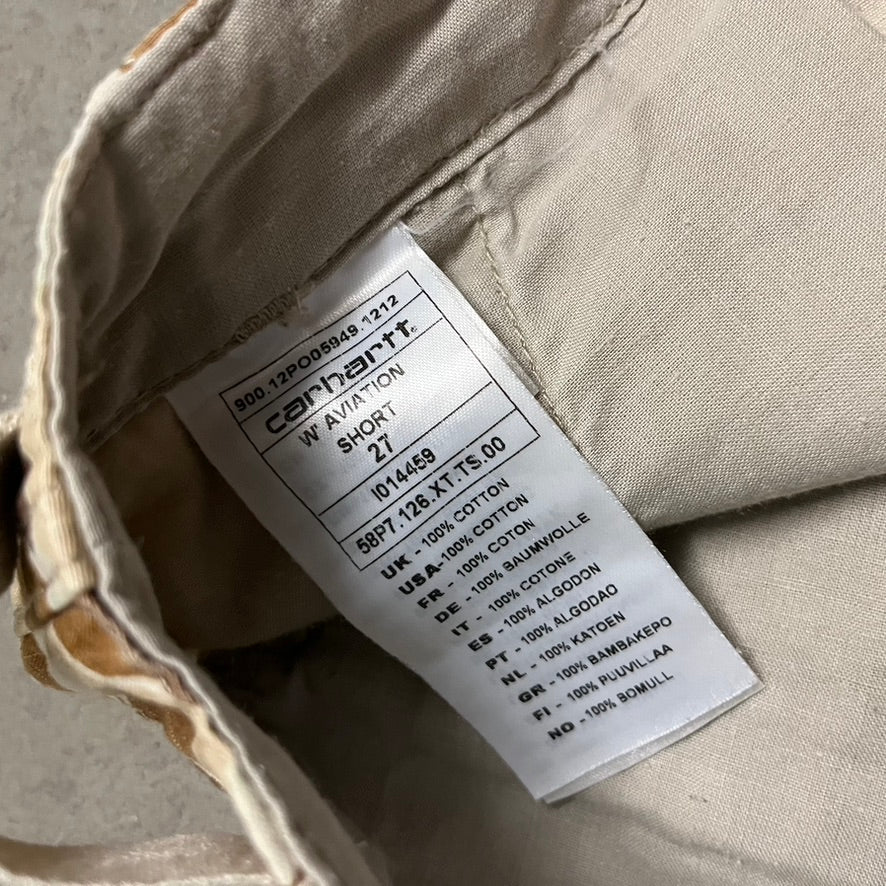 900.12PO05949.1212
carhartt
W' AVIATION
SHORT
27
I014459
58P7.126.XT.TS.00
UK - 100% COTTON
USA - 100% COTTON
FR - 100% COTON
DE - 100% BAUMWOLLE
IT - 100% COTONE
ES - 100% ALGODON
PT - 100% ALGODAO
NL - 100% KATOEN
GR - 100% BAMBAKEPO
FI - 100% PUUVILLAA
NO - 100% BOMULL